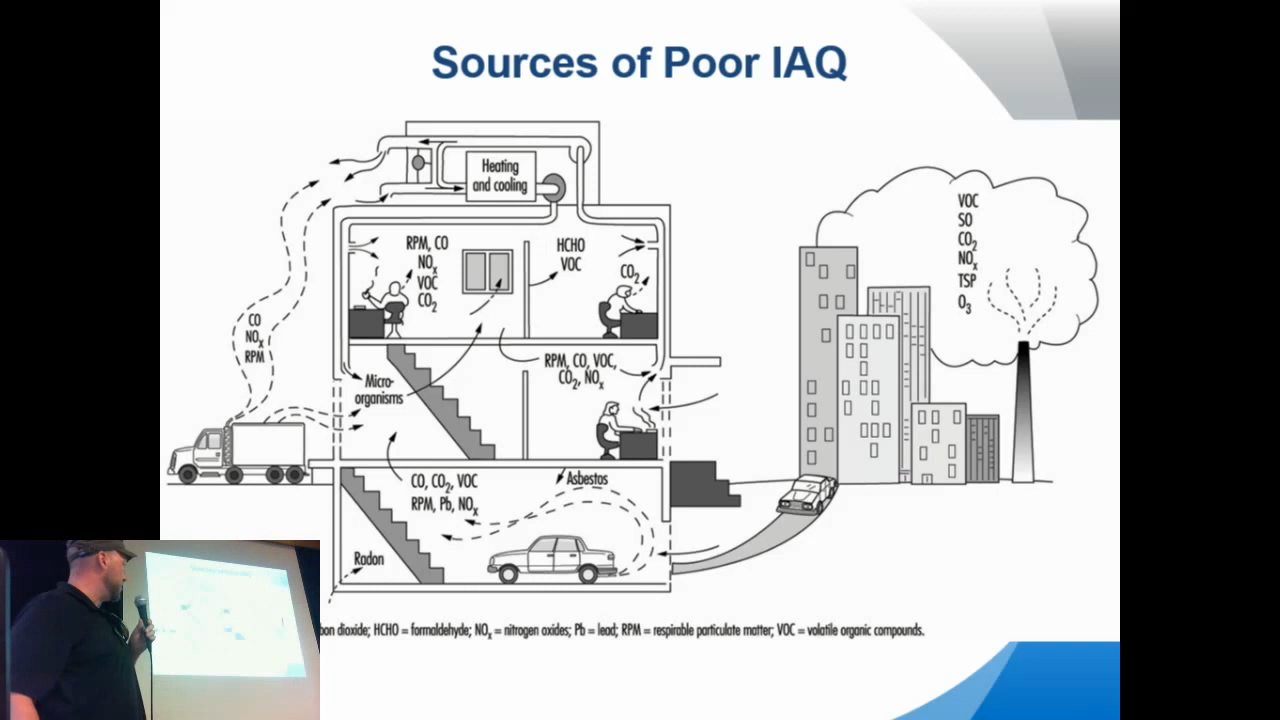 Sources of Poor IAQ
Heating
and cooling
RPM, CO
NOx
VOC
CO2
HCHO
VOC
CO2
VOC
SO
CO2
NOx
TSP
O3
CO
NOx
RPM
Micro-
organisms
RPM, CO, VOC,
CO2, NOx
CO, CO2, VOC
RPM, Pb, NOx
Asbestos
Radon
dioxide; HCHO = formaldehyde; NOx = nitrogen oxides; Pb = lead; RPM = respirable particulate matter; VOC = volatile organic compounds.